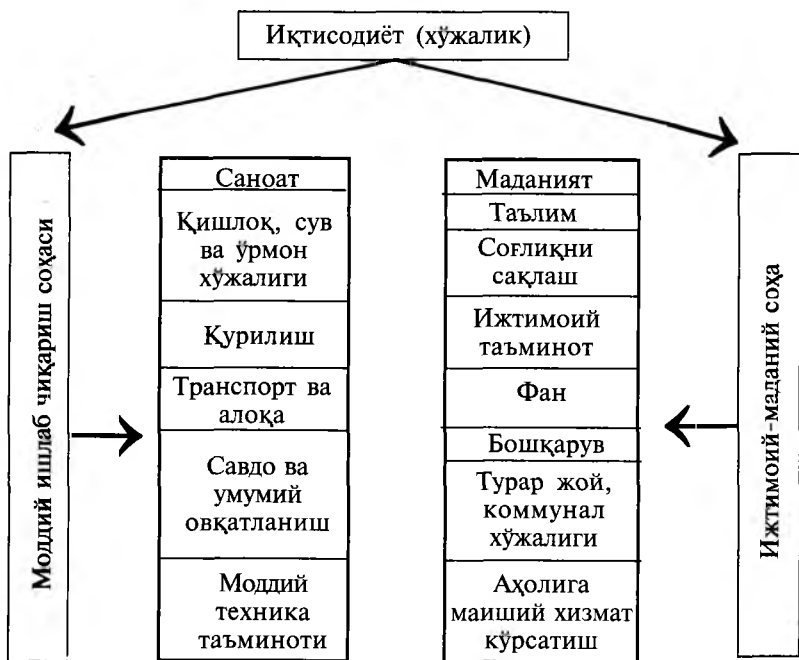 Иқтисодиёт (хўжалик)
Моддий ишлаб чиқариш соҳаси
Саноат
Қишлоқ, сув
ва ўрмон
хўжалиги
Қурилиш
Транспорт ва
алоқа
Савдо ва
умумий
овқатланиш
Моддий
техника
таъминоти
Маданият
Таълим
Соғлиқни
сақлаш
Ижтимоий
таъминот
Фан
Бошқарув
Турар жой,
коммунал
хўжалиги
Аҳолига
маиший хизмат
кўрсатиш
Ижтимоий-маданий соҳа